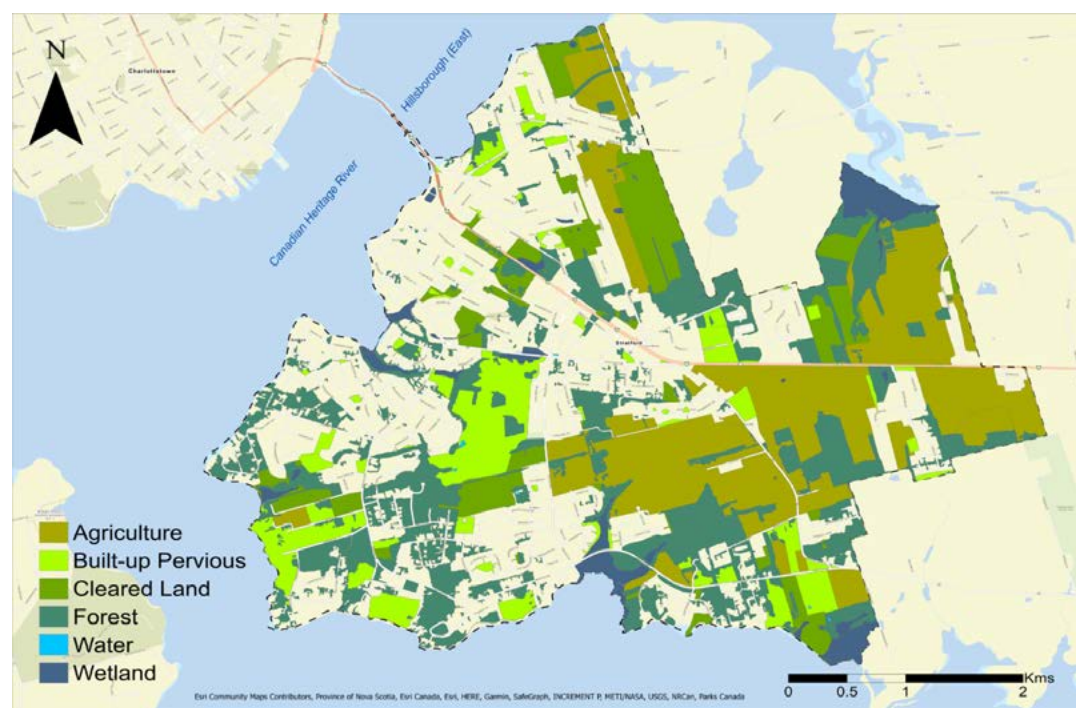 N
Charlottetown
Hillsborough (East)
Canadian Heritage River
Stratford
Agriculture
Built-up Pervious
Cleared Land
Forest
Water
Wetland
Kms
0 0.5 1 2
Esri Community Maps Contributors, Province of Nova Scotia, Esri Canada, Esri, HERE, Garmin, SafeGraph, INCREMENT P, METI/NASA, USGS, NRCan, Parks Canada